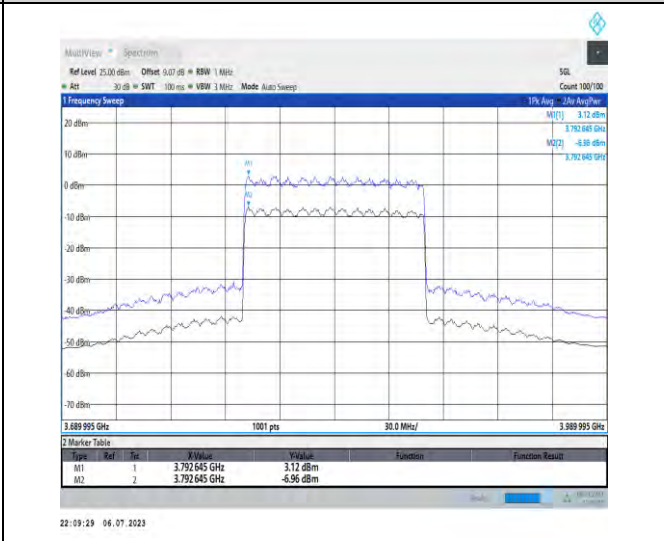 MultiView Spectrum
Ref Level 25.00 dBm Offset 9.07 dB RBW 1 MHz SGL
Att 30 dB SWT 100 ms VBW 3 MHz Mode Auto Sweep Count 100/100
1 Frequency Sweep 1Pk Avg 2Av AvgPwr
M1[1] 3.12 dBm
3.792 645 GHz
M2[2] -6.96 dBm
3.792 645 GHz
20 dBm
10 dBm
M1
0 dBm
M2
-10 dBm
-20 dBm
-30 dBm
-40 dBm
-50 dBm
-60 dBm
-70 dBm
3.689 995 GHz 1001 pts 30.0 MHz/ 3.989 995 GHz
2 Marker Table
Type Ref Trc X-Value Y-Value Function Function Result
M1 1 3.792 645 GHz 3.12 dBm
M2 2 3.792 645 GHz -6.96 dBm
22:09:29 06.07.2023